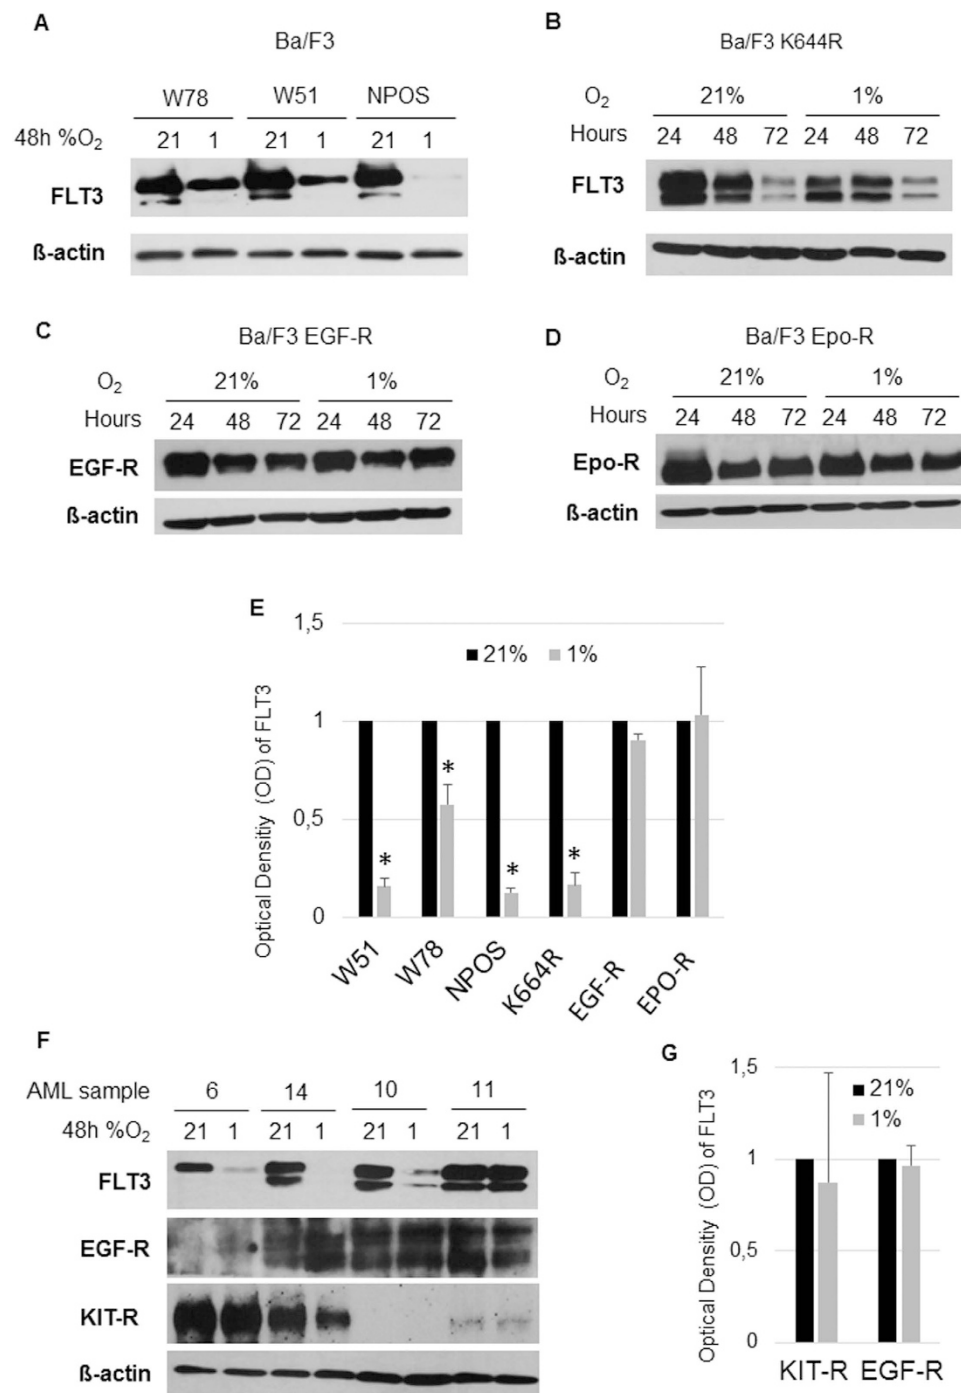 A
Ba/F3
W78 W51 NPOS
48h %O₂ 21 1 21 1 21 1
FLT3
ß-actin
B
Ba/F3 K644R
O₂ 21% 1%
Hours 24 48 72 24 48 72
FLT3
ß-actin
C
Ba/F3 EGF-R
O₂ 21% 1%
Hours 24 48 72 24 48 72
EGF-R
ß-actin
D
Ba/F3 Epo-R
O₂ 21% 1%
Hours 24 48 72 24 48 72
Epo-R
ß-actin
E
Optical Densitiy (OD) of FLT3
1,5
1
0,5
0
21% 1%
* * * *
W51 W78 NPOS K664R EGF-R EPO-R
F
AML sample 6 14 10 11
48h %O₂ 21 1 21 1 21 1 21 1
FLT3
EGF-R
KIT-R
ß-actin
G
Optical Densitiy (OD) of FLT3
1,5
1
0,5
0
21%
1%
KIT-R EGF-R